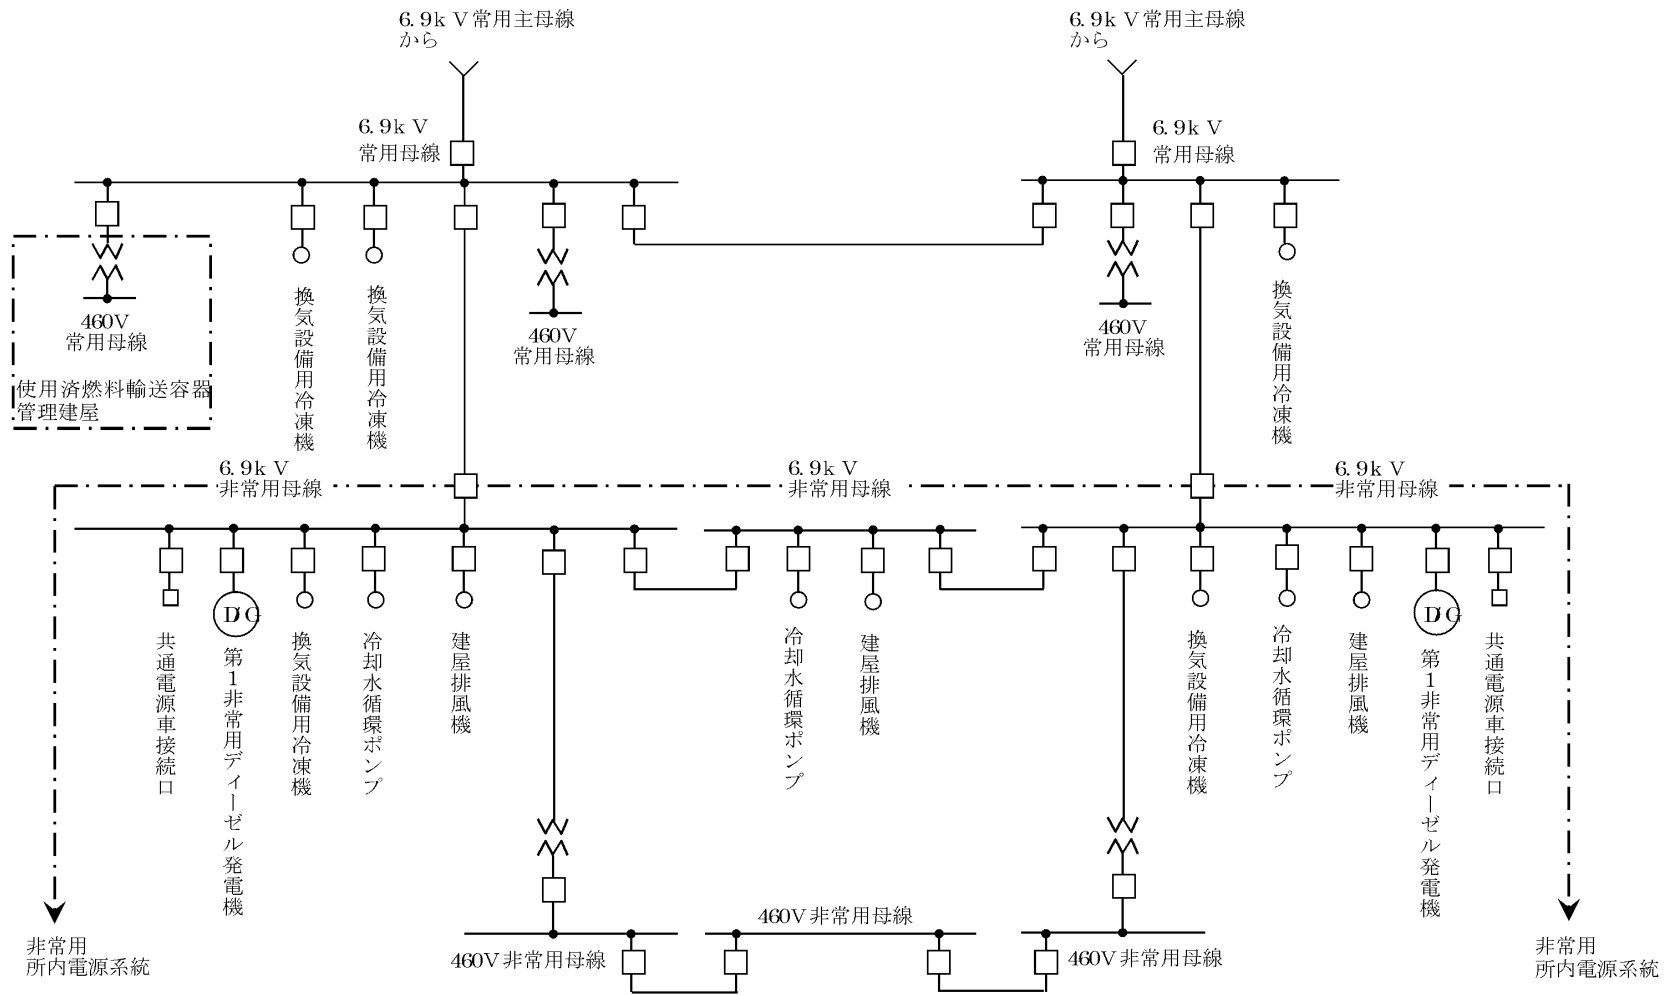 6.9kV常用主母線
から
6.9kV常用主母線
から
6.9kV
常用母線
6.9kV
常用母線
460V
常用母線
使用済燃料輸送容器
管理建屋
換気設備用冷凍機
換気設備用冷凍機
460V
常用母線
460V
常用母線
換気設備用冷凍機
6.9kV
非常用母線
6.9kV
非常用母線
6.9kV
非常用母線
D/G
D/G
共通電源車接続口
第1非常用ディーゼル発電機
換気設備用冷凍機
冷却水循環ポンプ
建屋排風機
冷却水循環ポンプ
建屋排風機
換気設備用冷凍機
冷却水循環ポンプ
建屋排風機
第1非常用ディーゼル発電機
共通電源車接続口
460V非常用母線
460V非常用母線
460V非常用母線
非常用
所内電源系統
非常用
所内電源系統